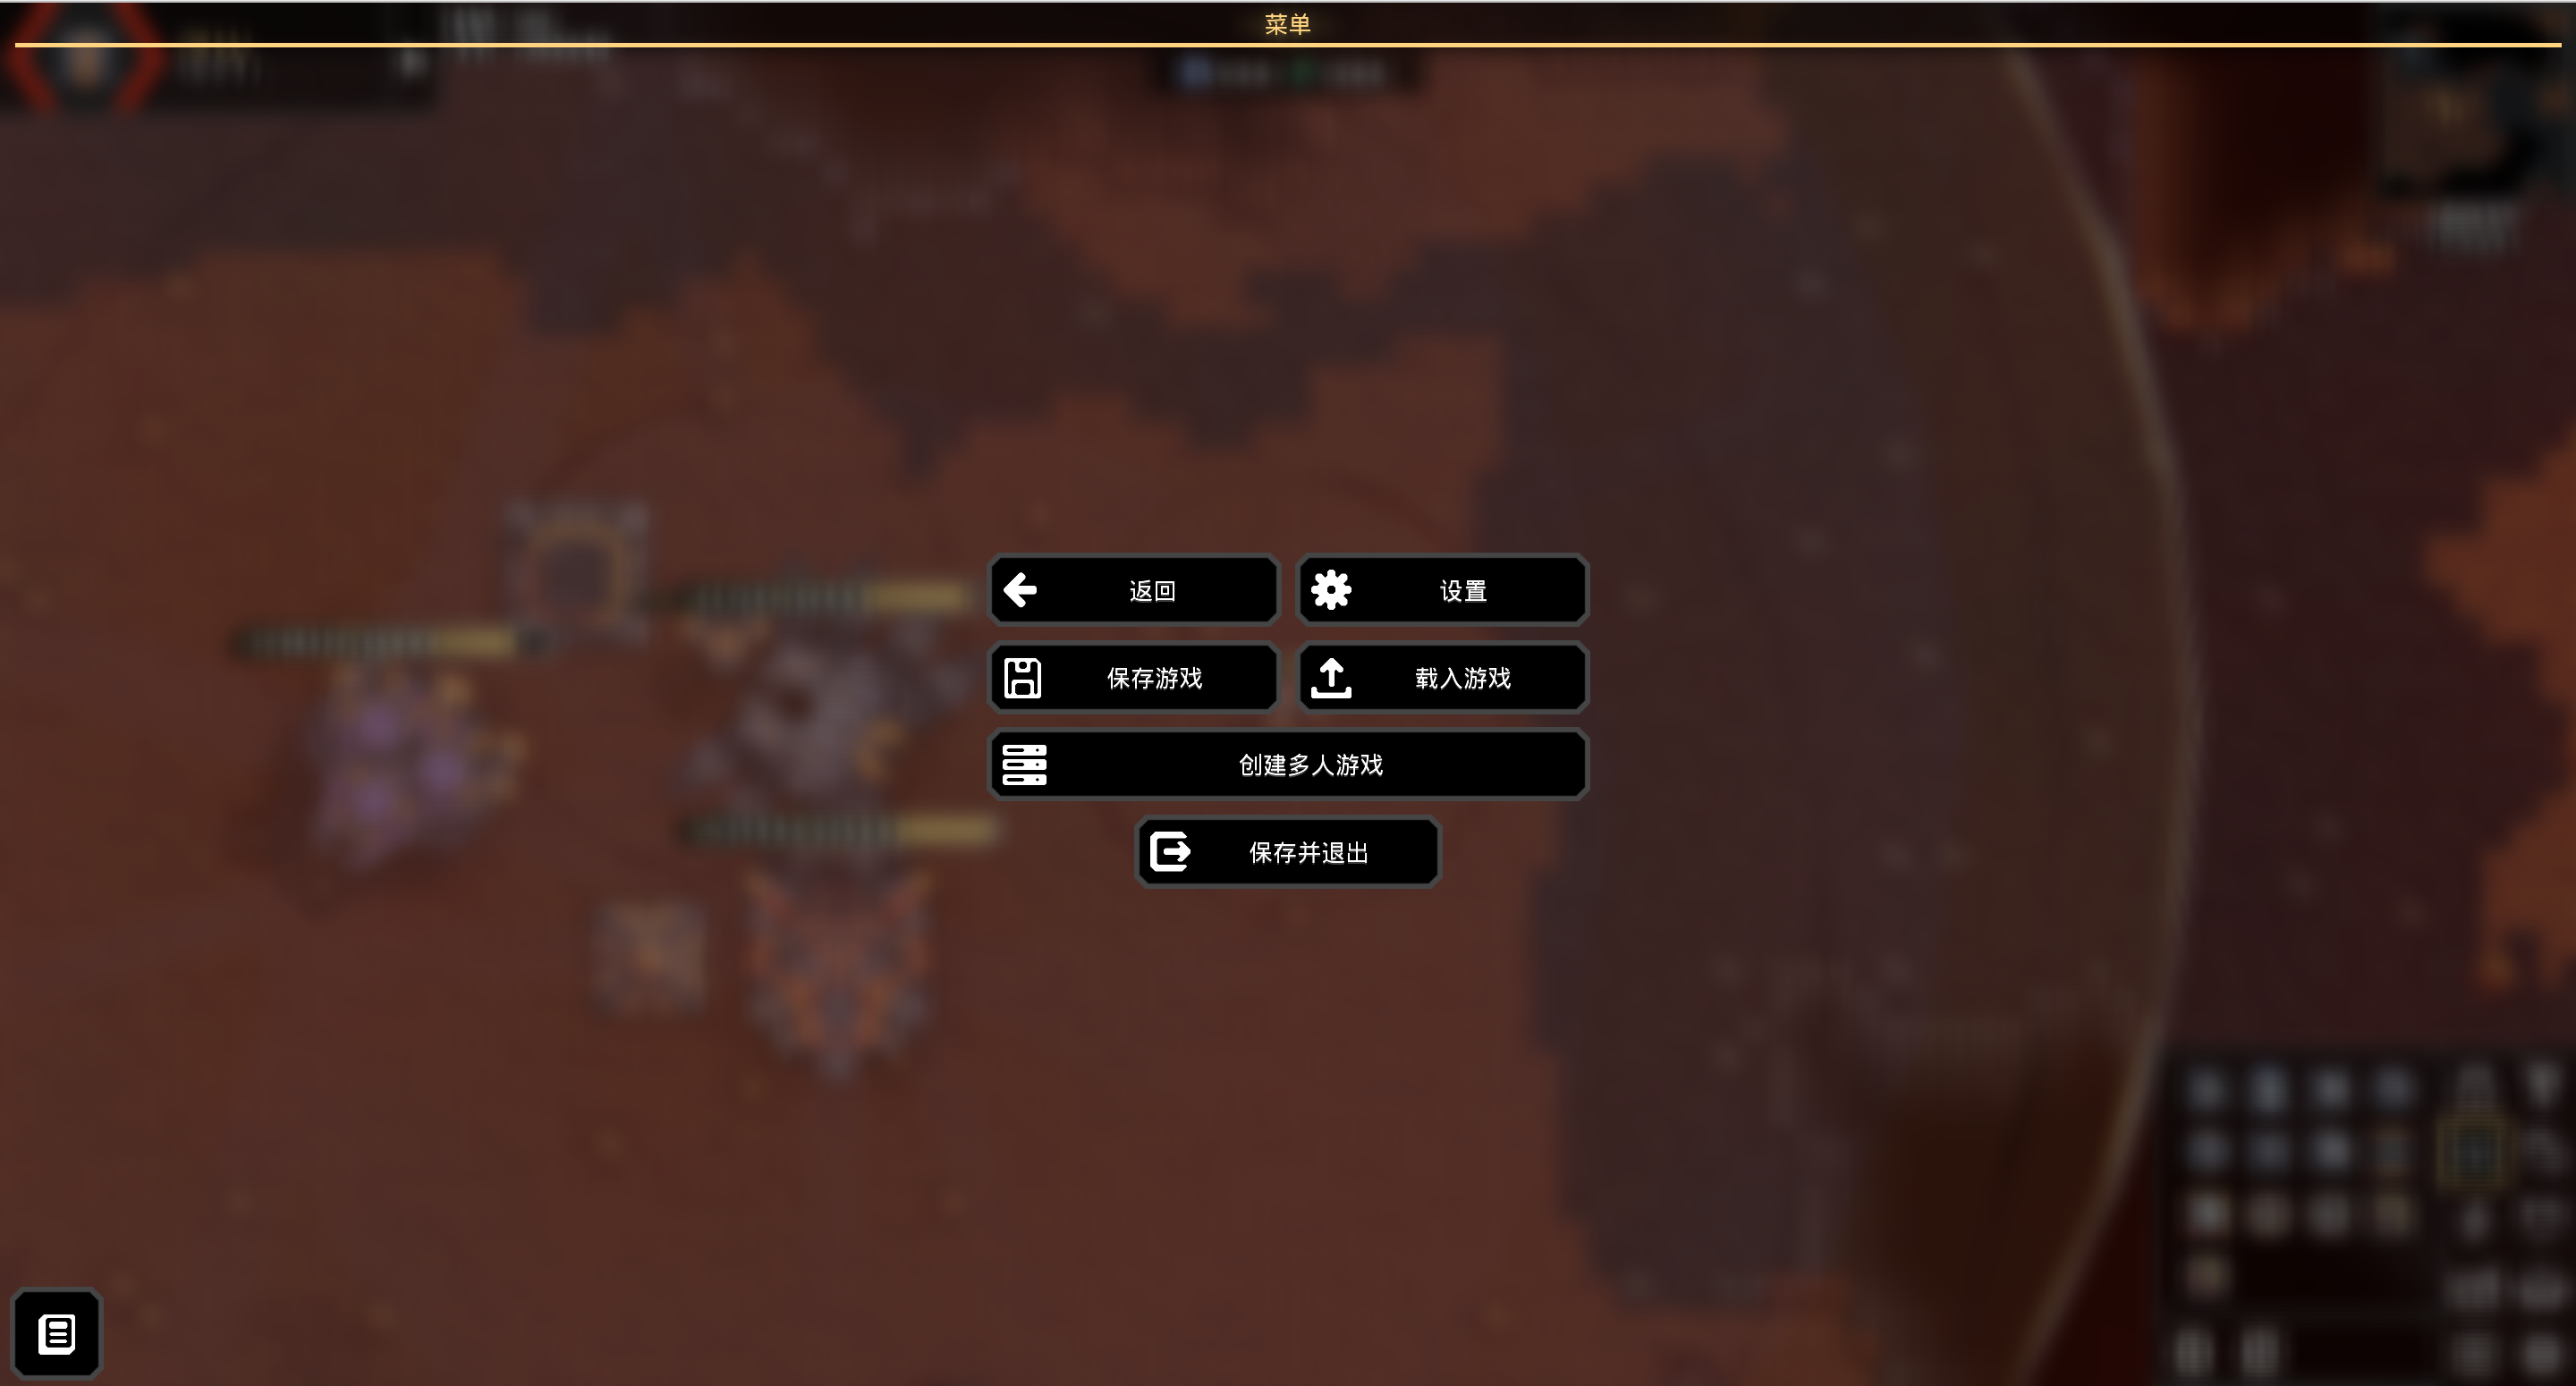 菜单
返回
设置
保存游戏
载入游戏
创建多人游戏
保存并退出